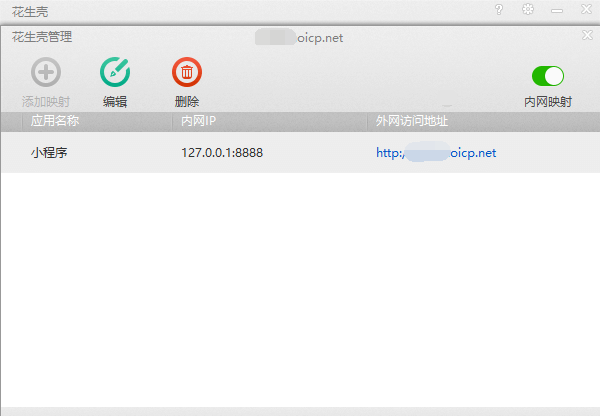 花生壳
花生壳管理
oicp.net
添加映射 编辑 删除 内网映射
应用名称 内网IP 外网访问地址
小程序 127.0.0.1:8888 http:/ oicp.net